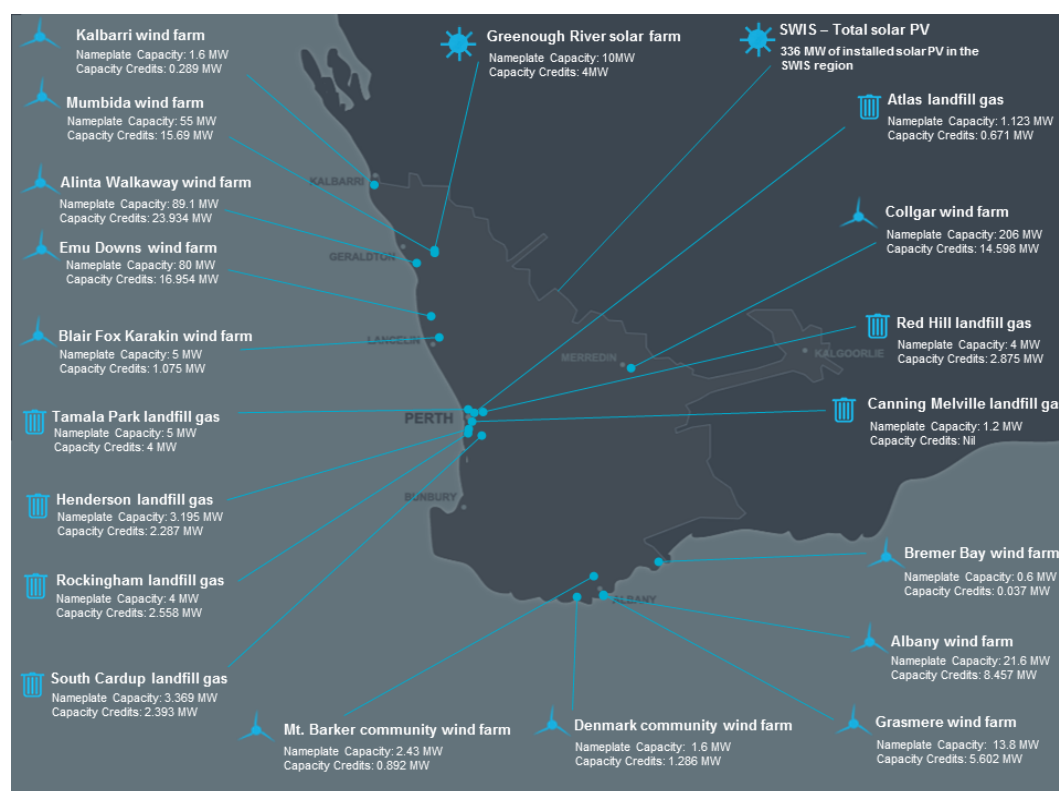 Kalbarri wind farm
Nameplate Capacity: 1.6 MW
Capacity Credits: 0.289 MW
Mumbida wind farm
Nameplate Capacity: 55 MW
Capacity Credits: 15.69 MW
Alinta Walkaway wind farm
Nameplate Capacity: 89.1 MW
Capacity Credits: 23.934 MW
Emu Downs wind farm
Nameplate Capacity: 80 MW
Capacity Credits: 16.954 MW
Blair Fox Karakin wind farm
Nameplate Capacity: 5 MW
Capacity Credits: 1.075 MW
Tamala Park landfill gas
Nameplate Capacity: 5 MW
Capacity Credits: 4 MW
Henderson landfill gas
Nameplate Capacity: 3.195 MW
Capacity Credits: 2.287 MW
Rockingham landfill gas
Nameplate Capacity: 4 MW
Capacity Credits: 2.558 MW
South Cardup landfill gas
Nameplate Capacity: 3.369 MW
Capacity Credits: 2.393 MW
Greenough River solar farm
Nameplate Capacity: 10MW
Capacity Credits: 4MW
SWIS – Total solar PV
336 MW of installed solar PV in the
SWIS region
Atlas landfill gas
Nameplate Capacity: 1.123 MW
Capacity Credits: 0.671 MW
Collgar wind farm
Nameplate Capacity: 206 MW
Capacity Credits: 14.598 MW
Red Hill landfill gas
Nameplate Capacity: 4 MW
Capacity Credits: 2.875 MW
Canning Melville landfill ga
Nameplate Capacity: 1.2 MW
Capacity Credits: Nil
Bremer Bay wind farm
Nameplate Capacity: 0.6 MW
Capacity Credits: 0.037 MW
Albany wind farm
Nameplate Capacity: 21.6 MW
Capacity Credits: 8.457 MW
Grasmere wind farm
Nameplate Capacity: 13.8 MW
Capacity Credits: 5.602 MW
Denmark community wind farm
Nameplate Capacity: 1.6 MW
Capacity Credits: 1.286 MW
Mt. Barker community wind farm
Nameplate Capacity: 2.43 MW
Capacity Credits: 0.892 MW
KALBARRI
GERALDTON
LANCELIN
MERREDIN
KALGOORLIE
PERTH
BUNBURY
ALBANY